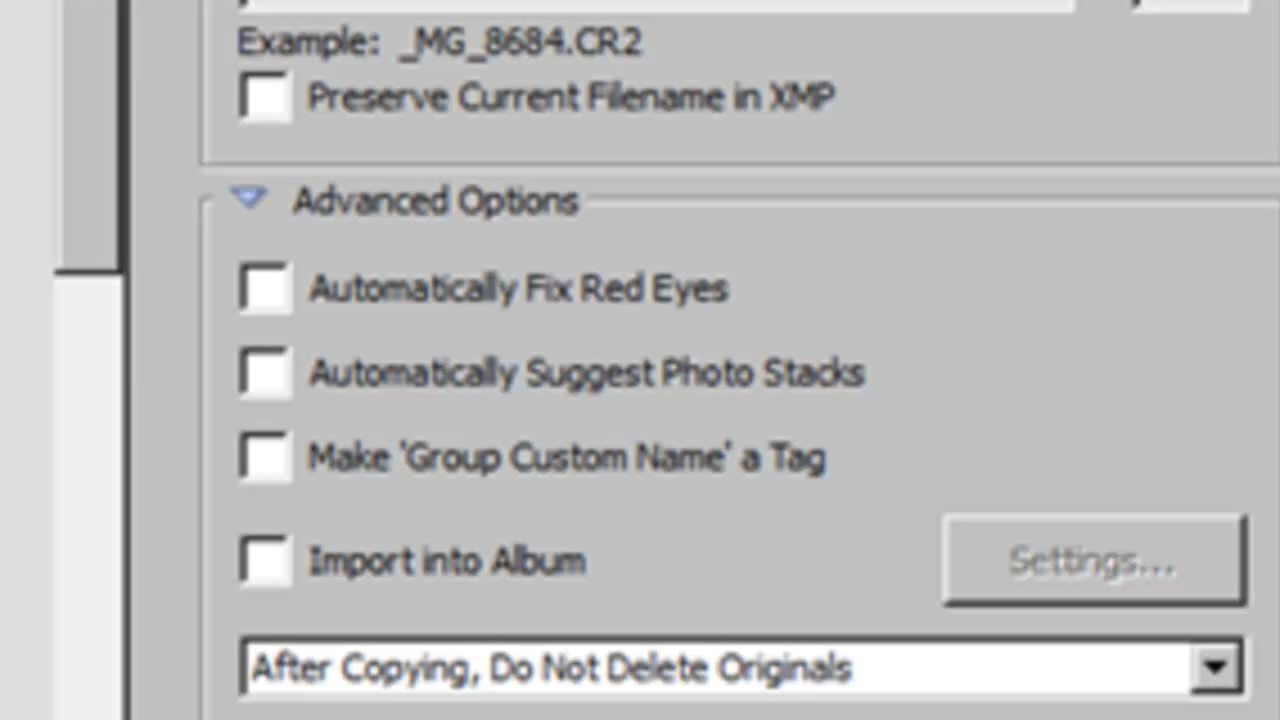 Example: _MG_8684.CR2
Preserve Current Filename in XMP
Advanced Options
Automatically Fix Red Eyes
Automatically Suggest Photo Stacks
Make 'Group Custom Name' a Tag
Import into Album
Settings...
After Copying, Do Not Delete Originals